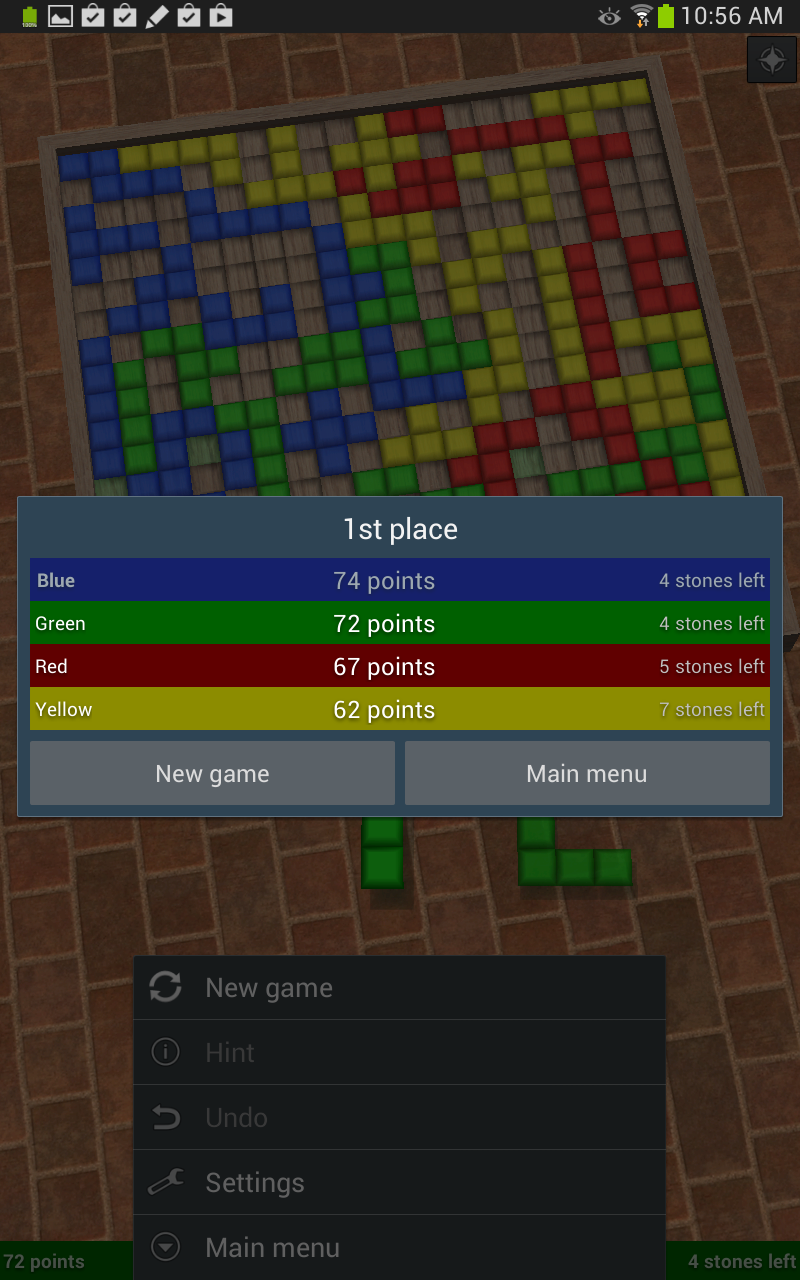 100%
10:56 AM
1st place
Blue 74 points 4 stones left
Green 72 points 4 stones left
Red 67 points 5 stones left
Yellow 62 points 7 stones left
New game Main menu
New game
Hint
Undo
Settings
Main menu
72 points 4 stones left